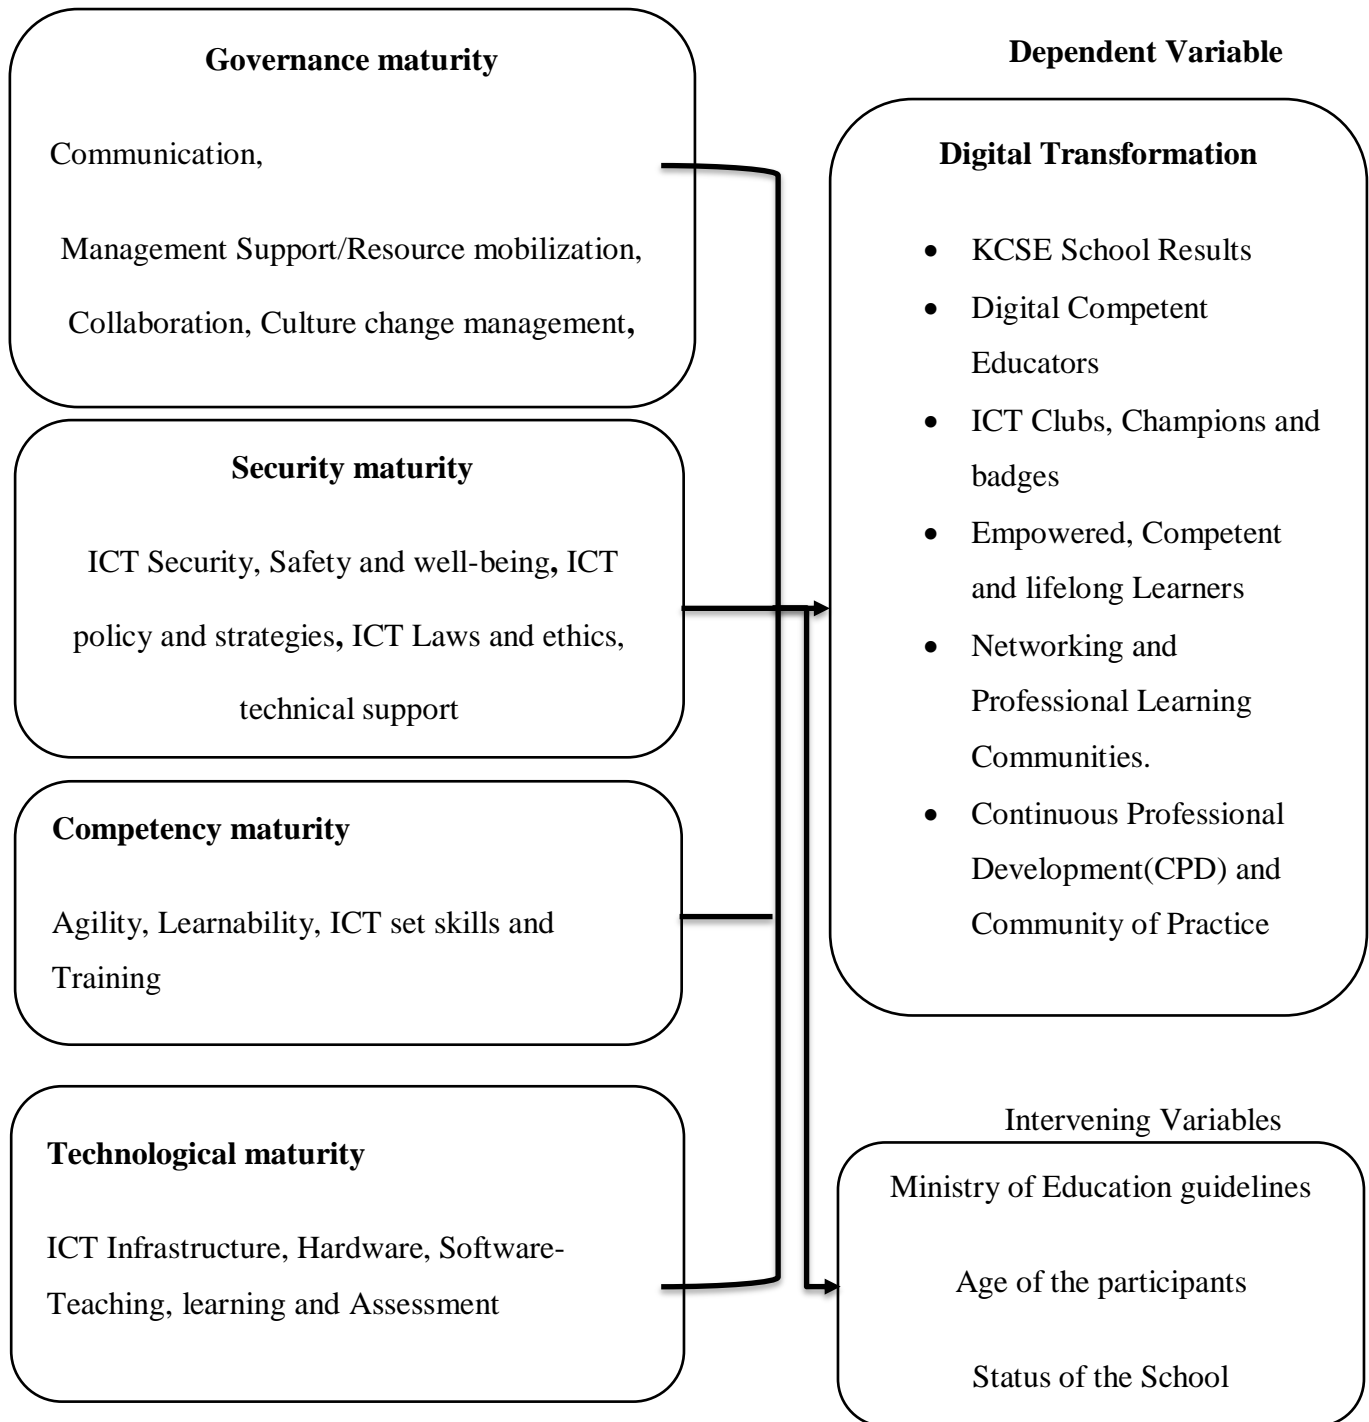 Governance maturity
Communication,
Management Support/Resource mobilization,
Collaboration, Culture change management,
Security maturity
ICT Security, Safety and well-being, ICT
policy and strategies, ICT Laws and ethics,
technical support
Competency maturity
Agility, Learnability, ICT set skills and
Training
Technological maturity
ICT Infrastructure, Hardware, Software-
Teaching, learning and Assessment
Dependent Variable
Digital Transformation
• KCSE School Results
• Digital Competent
Educators
• ICT Clubs, Champions and
badges
• Empowered, Competent
and lifelong Learners
• Networking and
Professional Learning
Communities.
• Continuous Professional
Development(CPD) and
Community of Practice
Intervening Variables
Ministry of Education guidelines
Age of the participants
Status of the School